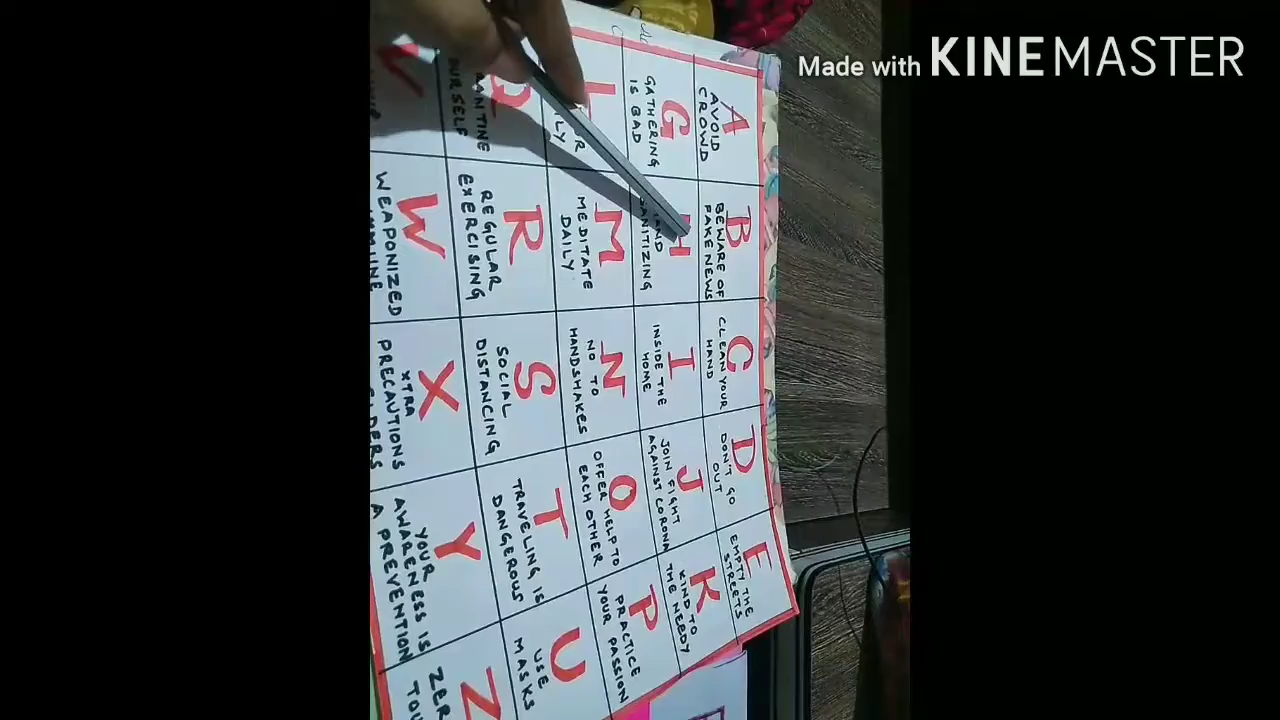 Made with KINEMASTER
A
AVOID
CROWD
B
BEWARE OF
FAKE NEWS
C
CLEAN YOUR
HAND
D
DON'T GO
OUT
E
EMPTY THE
STREETS
G
GATHERING
IS BAD
H
HAND
SANITIZING
I
INSIDE THE
HOME
J
JOIN FIGHT
AGAINST CORONA
K
KIND TO
THE NEEDY
L
M
MEDITATE
DAILY
N
NO TO
HANDSHAKES
O
OFFER HELP TO
EACH OTHER
P
PRACTICE
YOUR PASSION
Q
R
REGULAR
EXERCISING
S
SOCIAL
DISTANCING
T
TRAVELING IS
DANGEROUS
U
USE
MASKS
V
W
WEAPONIZED
IMMUNE
X
XTRA
PRECAUTIONS
ELDERS
Y
YOUR
AWARENESS IS
A PREVENTION
Z